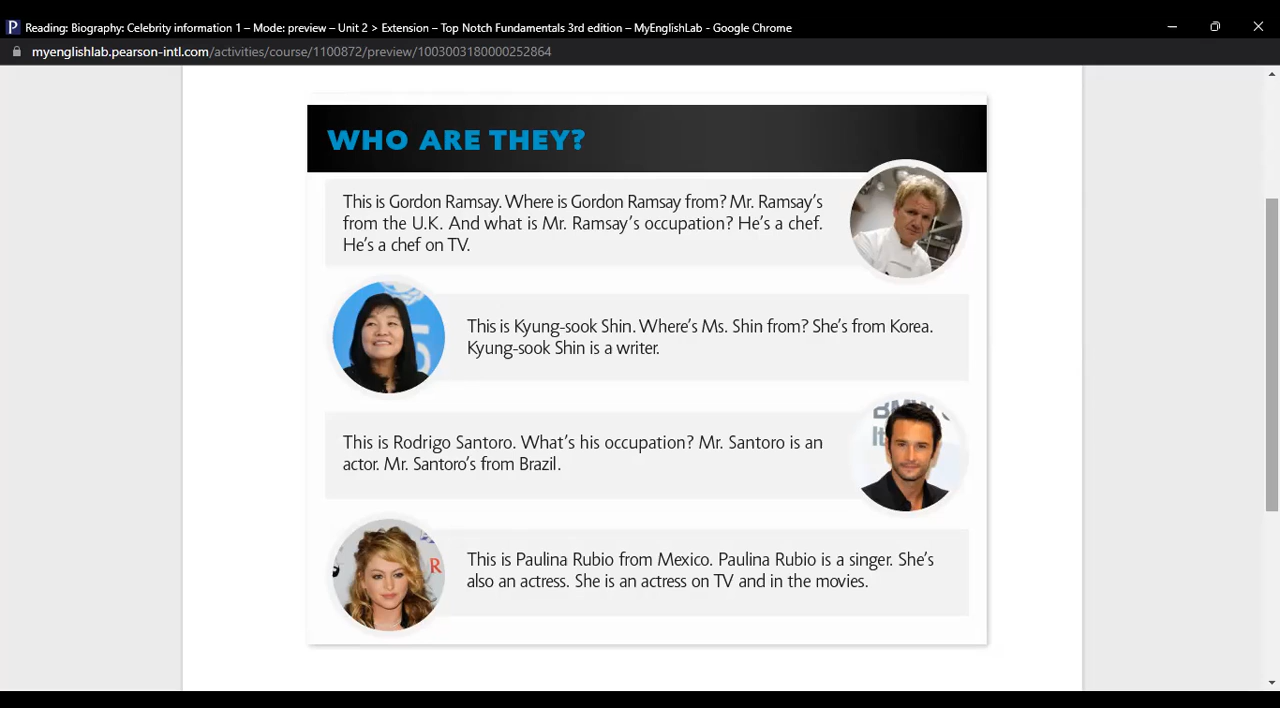 Reading: Biography: Celebrity information 1 – Mode: preview – Unit 2 > Extension – Top Notch Fundamentals 3rd edition – MyEnglishLab - Google Chrome
myenglishlab.pearson-intl.com/activities/course/1100872/preview/1003003180000252864
WHO ARE THEY?
This is Gordon Ramsay. Where is Gordon Ramsay from? Mr. Ramsay's
from the U.K. And what is Mr. Ramsay's occupation? He's a chef.
He's a chef on TV.
This is Kyung-sook Shin. Where's Ms. Shin from? She's from Korea.
Kyung-sook Shin is a writer.
This is Rodrigo Santoro. What's his occupation? Mr. Santoro is an
actor. Mr. Santoro's from Brazil.
This is Paulina Rubio from Mexico. Paulina Rubio is a singer. She's
also an actress. She is an actress on TV and in the movies.